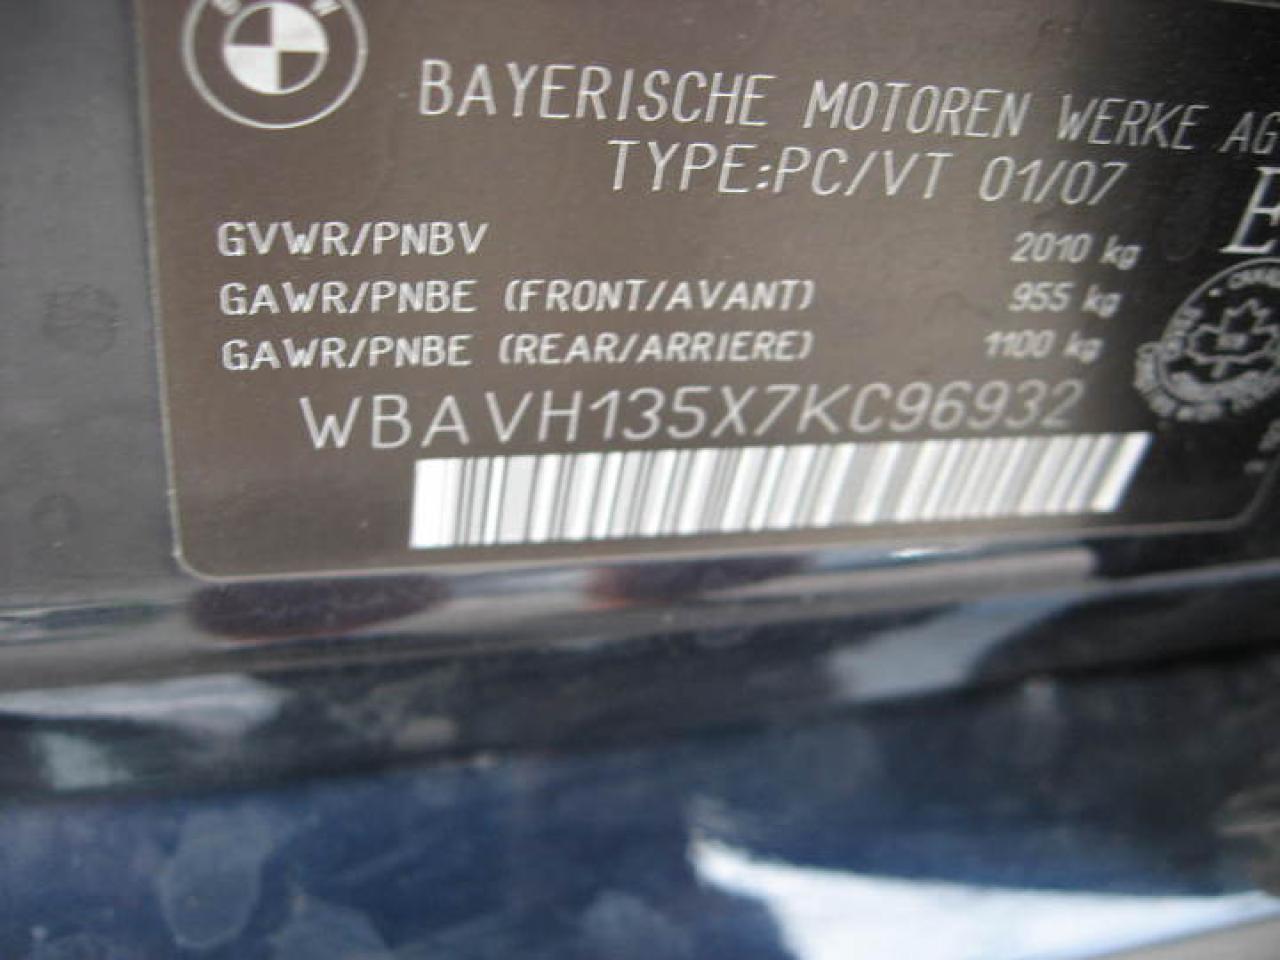 BAYERISCHE MOTOREN WERKE AG
TYPE:PC/VT 01/07
GVWR/PNBV 2010 kg
GAWR/PNBE (FRONT/AVANT) 955 kg
GAWR/PNBE (REAR/ARRIERE) 1100 kg
WBAVH135X7KC96932